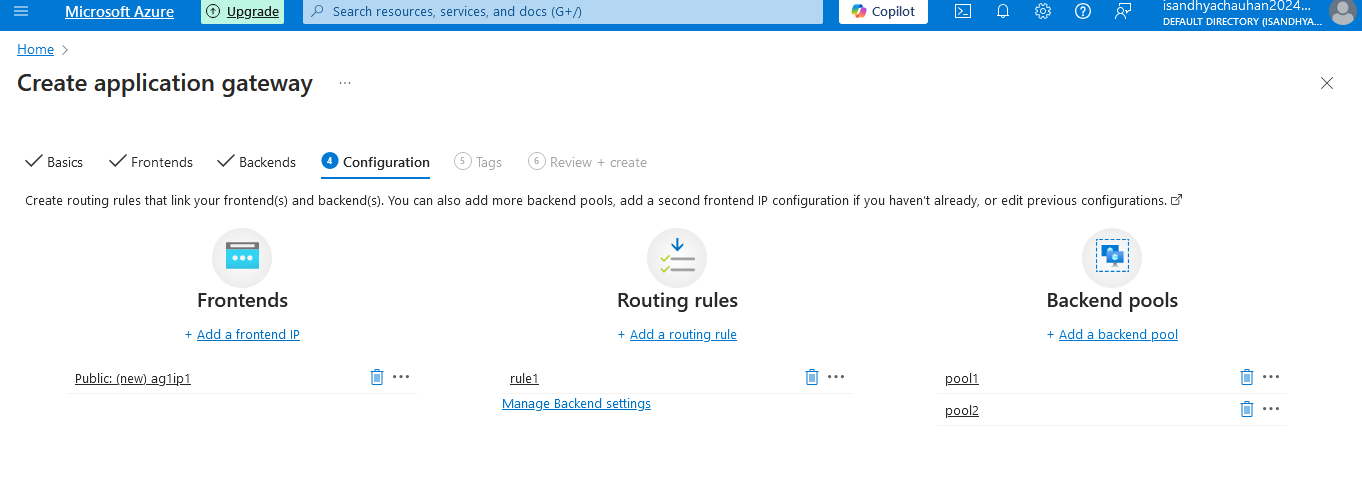 Microsoft Azure
Upgrade
Search resources, services, and docs (G+/)
Copilot
isandhyachauhan2024...
DEFAULT DIRECTORY (ISANDHYA...
Home
Create application gateway
Basics
Frontends
Backends
4 Configuration
5 Tags
6 Review + create
Create routing rules that link your frontend(s) and backend(s). You can also add more backend pools, add a second frontend IP configuration if you haven't already, or edit previous configurations.
Frontends
+ Add a frontend IP
Public: (new) ag1ip1
Routing rules
+ Add a routing rule
rule1
Manage Backend settings
Backend pools
+ Add a backend pool
pool1
pool2